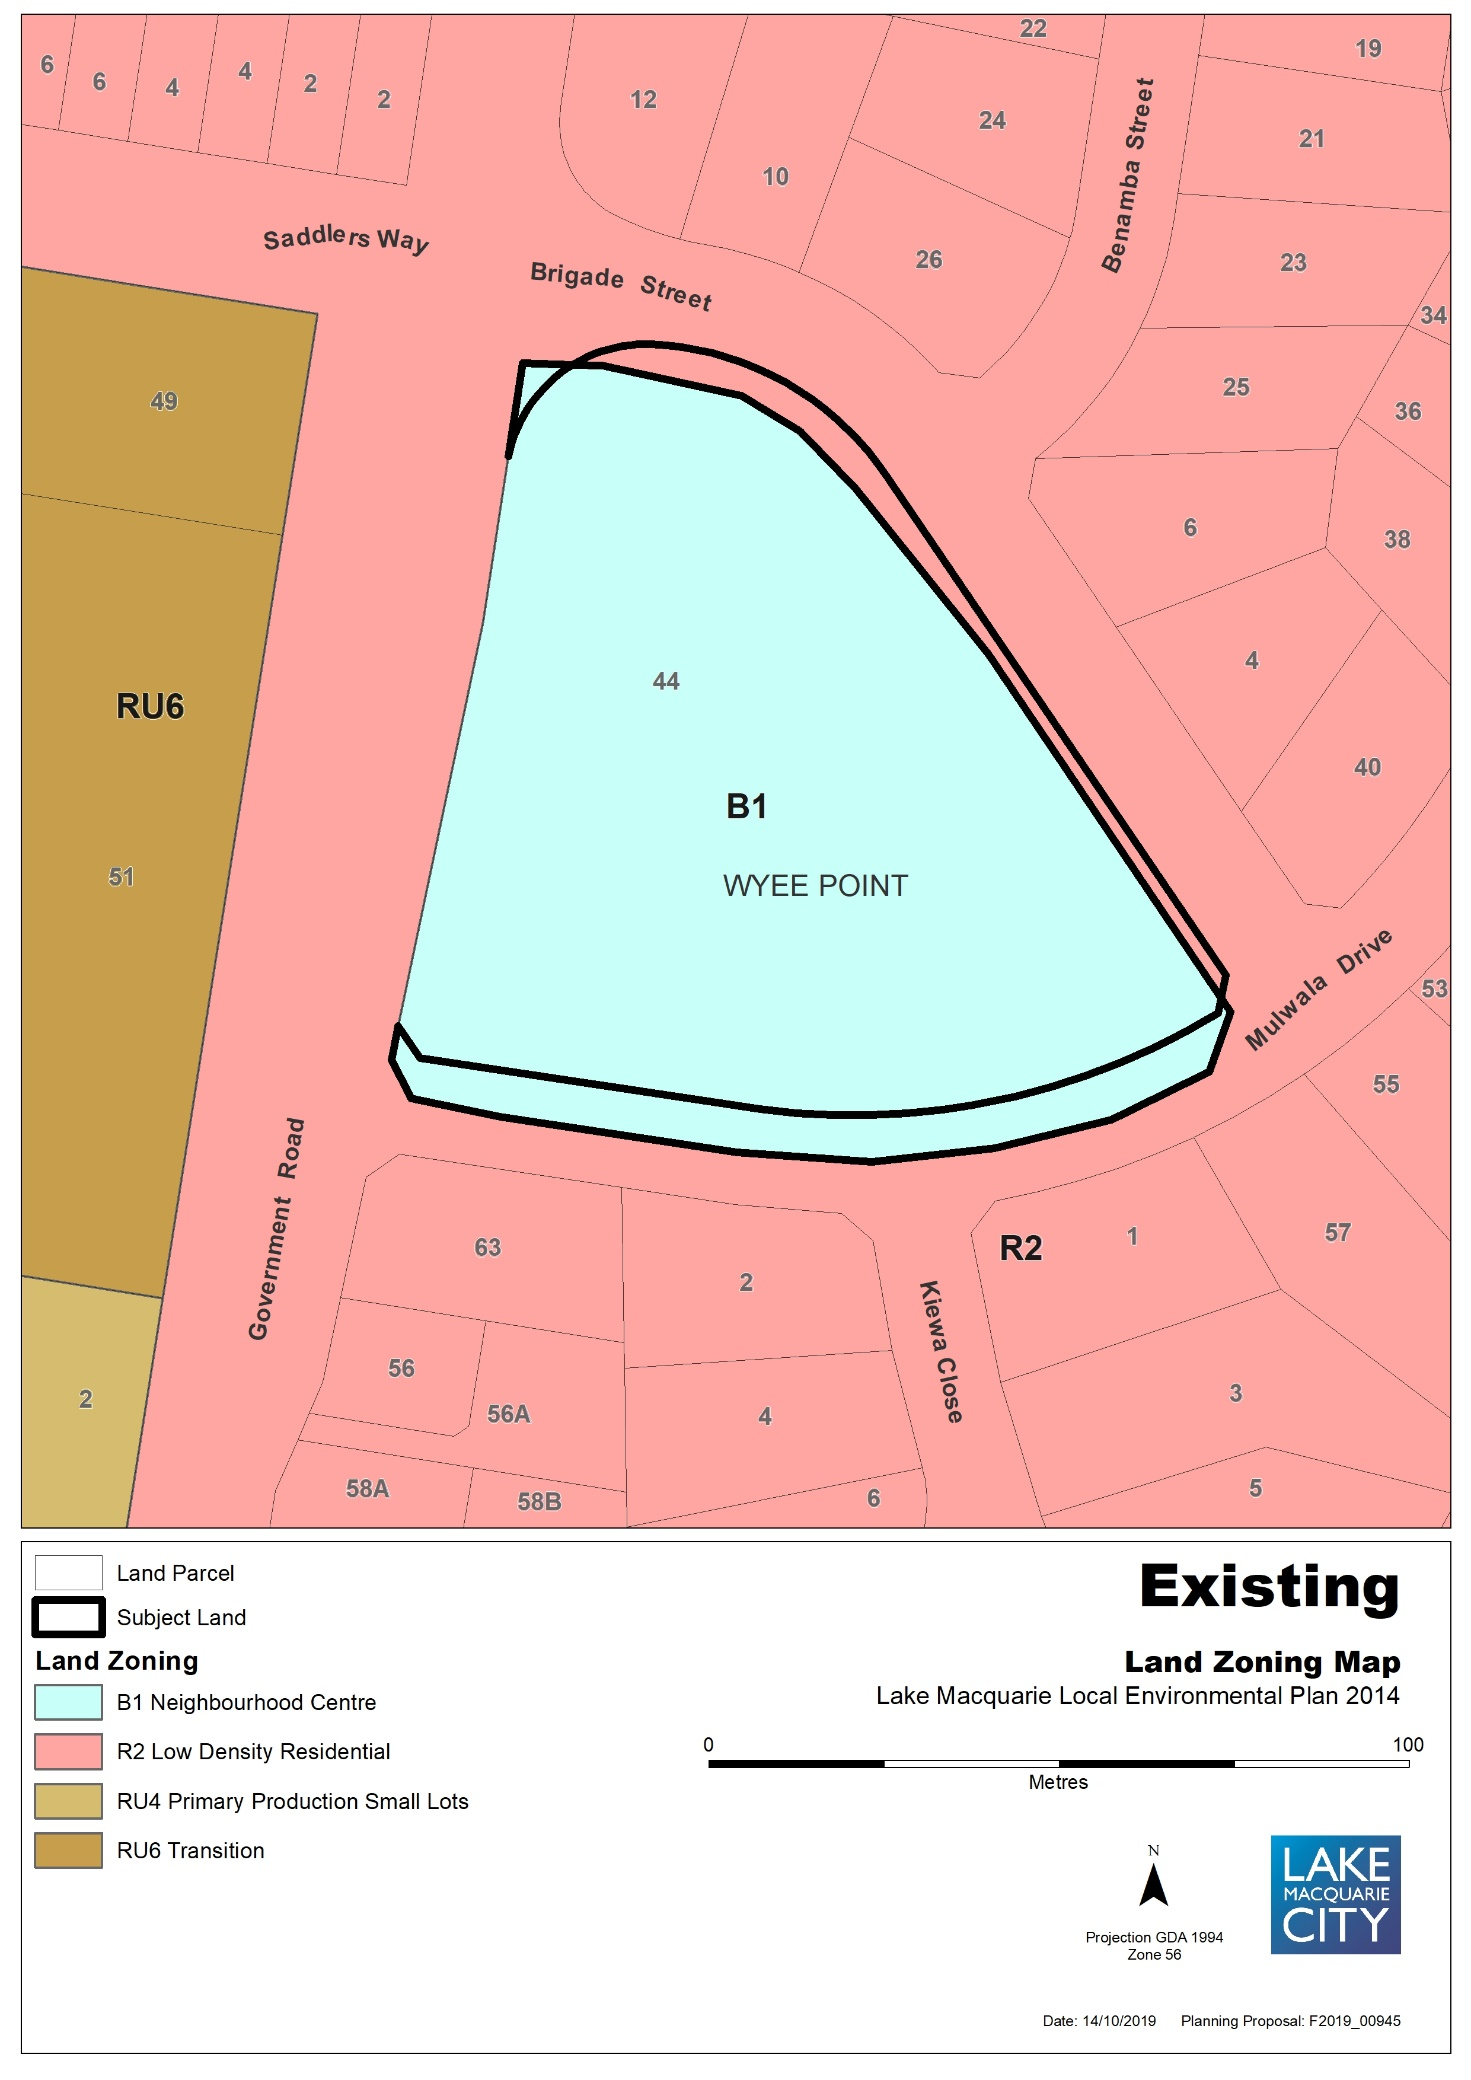 22
19
6
6
4
4
2
2
12
24
21
10
Benamba Street
Saddlers Way
26
23
Brigade Street
34
49
25
36
6
38
44
4
RU6
40
B1
51
WYEE POINT
Mulwala Drive
53
55
Government Road
63
R2
1
57
2
Kiewa Close
56
2
56A
4
3
58A
58B
6
5
Land Parcel
Subject Land
Land Zoning
B1 Neighbourhood Centre
R2 Low Density Residential
RU4 Primary Production Small Lots
RU6 Transition
Existing
Land Zoning Map
Lake Macquarie Local Environmental Plan 2014
0 100
Metres
N
Projection GDA 1994
Zone 56
LAKE
MACQUARIE
CITY
Date: 14/10/2019 Planning Proposal: F2019_00945